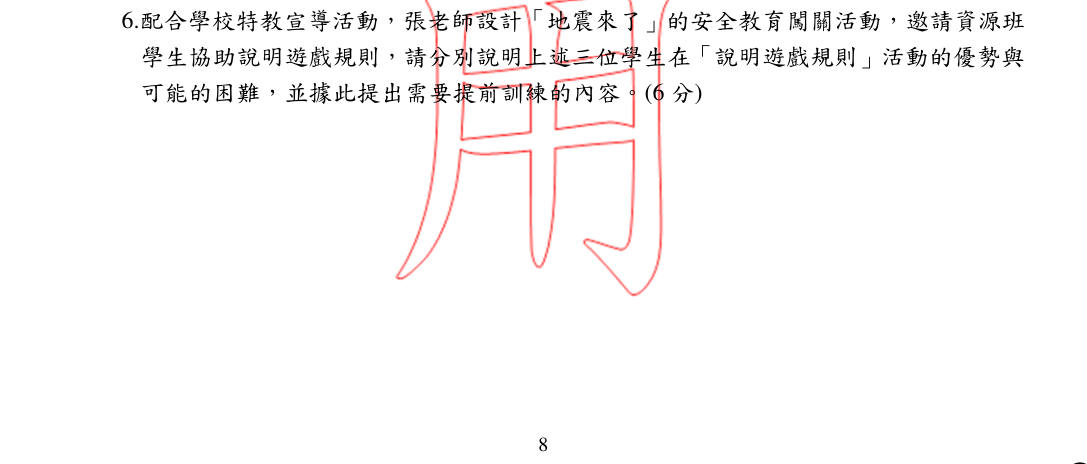 6.配合學校特教宣導活動，張老師設計「地震來了」的安全教育闖關活動，邀請資源班
學生協助說明遊戲規則，請分別說明上述三位學生在「說明遊戲規則」活動的優勢與
可能的困難，並據此提出需要提前訓練的內容。(6 分)
用
8